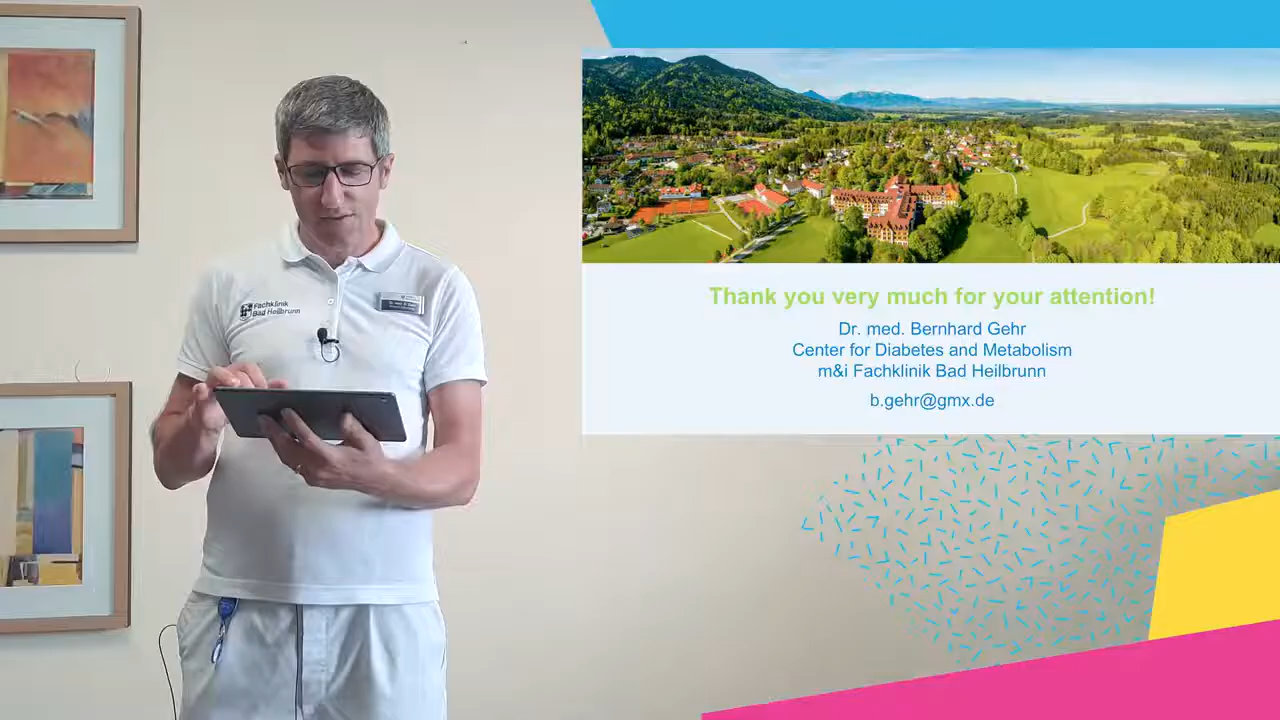 Fachklinik
Bad Heilbrunn
Thank you very much for your attention!
Dr. med. Bernhard Gehr
Center for Diabetes and Metabolism
m&i Fachklinik Bad Heilbrunn
b.gehr@gmx.de